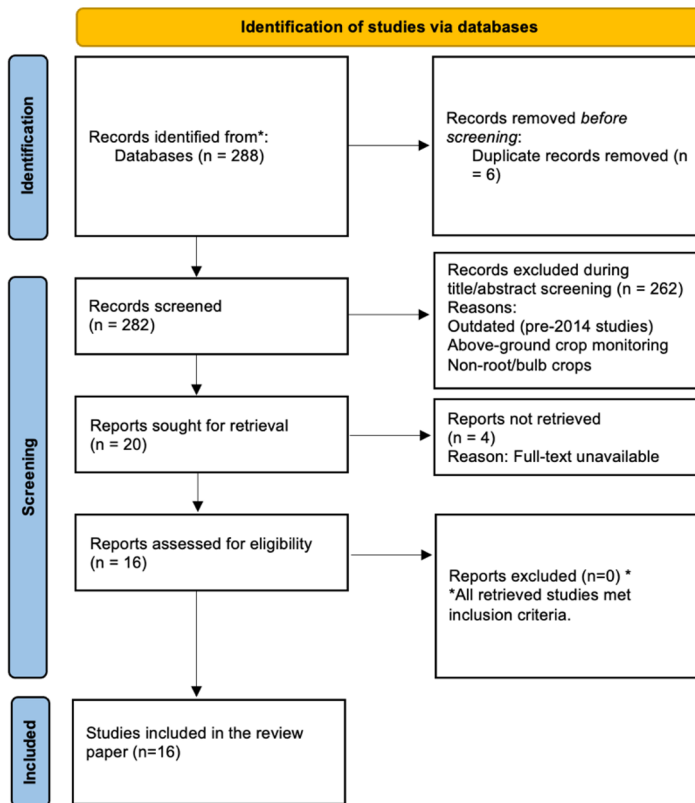 Identification of studies via databases
Identification
Records identified from*:
Databases (n = 288)
Records removed before
screening:
Duplicate records removed (n
= 6)
Screening
Records screened
(n = 282)
Records excluded during
title/abstract screening (n = 262)
Reasons:
Outdated (pre-2014 studies)
Above-ground crop monitoring
Non-root/bulb crops
Reports sought for retrieval
(n = 20)
Reports not retrieved
(n = 4)
Reason: Full-text unavailable
Reports assessed for eligibility
(n = 16)
Reports excluded (n=0) *
*All retrieved studies met
inclusion criteria.
Included
Studies included in the review
paper (n=16)